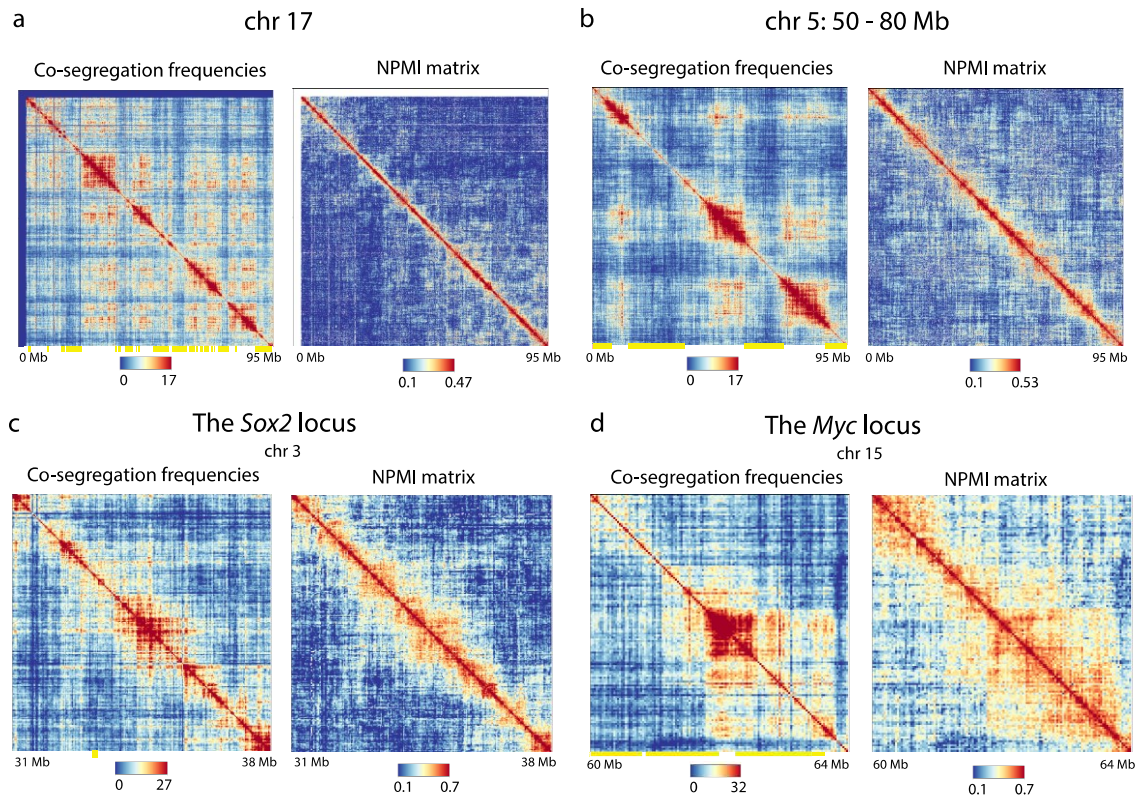 a
chr 17
b
chr 5: 50 - 80 Mb
Co-segregation frequencies
NPMI matrix
Co-segregation frequencies
NPMI matrix
0 Mb
95 Mb
0 Mb
95 Mb
0 Mb
95 Mb
0 Mb
95 Mb
0
17
0.1
0.47
0
17
0.1
0.53
c
The Sox2 locus
chr 3
d
The Myc locus
chr 15
Co-segregation frequencies
NPMI matrix
Co-segregation frequencies
NPMI matrix
31 Mb
38 Mb
31 Mb
38 Mb
60 Mb
64 Mb
60 Mb
64 Mb
0
27
0.1
0.7
0
32
0.1
0.7